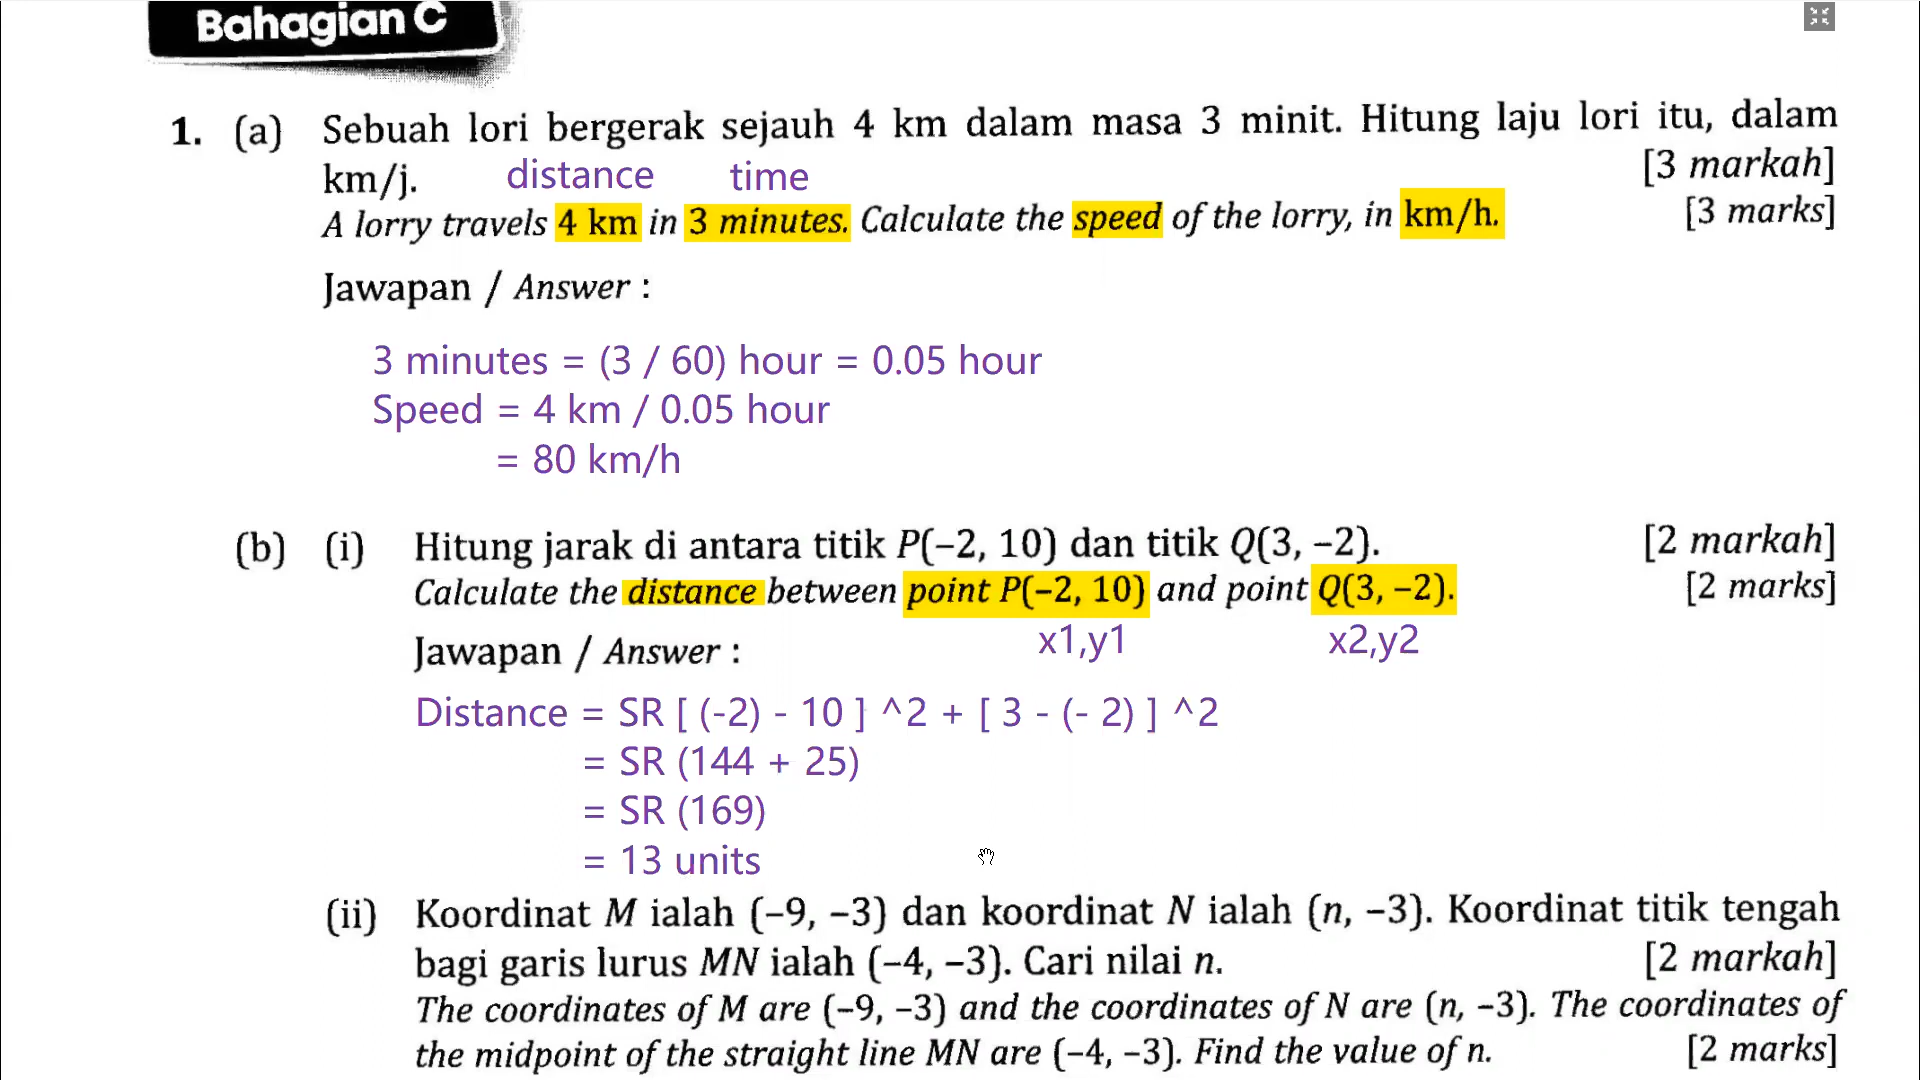 Bahagian C
1. (a) Sebuah lori bergerak sejauh 4 km dalam masa 3 minit. Hitung laju lori itu, dalam
km/j. [3 markah]
distance time
A lorry travels 4 km in 3 minutes. Calculate the speed of the lorry, in km/h. [3 marks]
Jawapan / Answer :
3 minutes = (3 / 60) hour = 0.05 hour
Speed = 4 km / 0.05 hour
= 80 km/h
(b) (i) Hitung jarak di antara titik P(–2, 10) dan titik Q(3, –2). [2 markah]
Calculate the distance between point P(–2, 10) and point Q(3, –2). [2 marks]
x1,y1 x2,y2
Jawapan / Answer :
Distance = SR [ (-2) - 10 ] ^2 + [ 3 - (- 2) ] ^2
= SR (144 + 25)
= SR (169)
= 13 units
(ii) Koordinat M ialah (–9, –3) dan koordinat N ialah (n, –3). Koordinat titik tengah
bagi garis lurus MN ialah (–4, –3). Cari nilai n. [2 markah]
The coordinates of M are (–9, –3) and the coordinates of N are (n, –3). The coordinates of
the midpoint of the straight line MN are (–4, –3). Find the value of n. [2 marks]